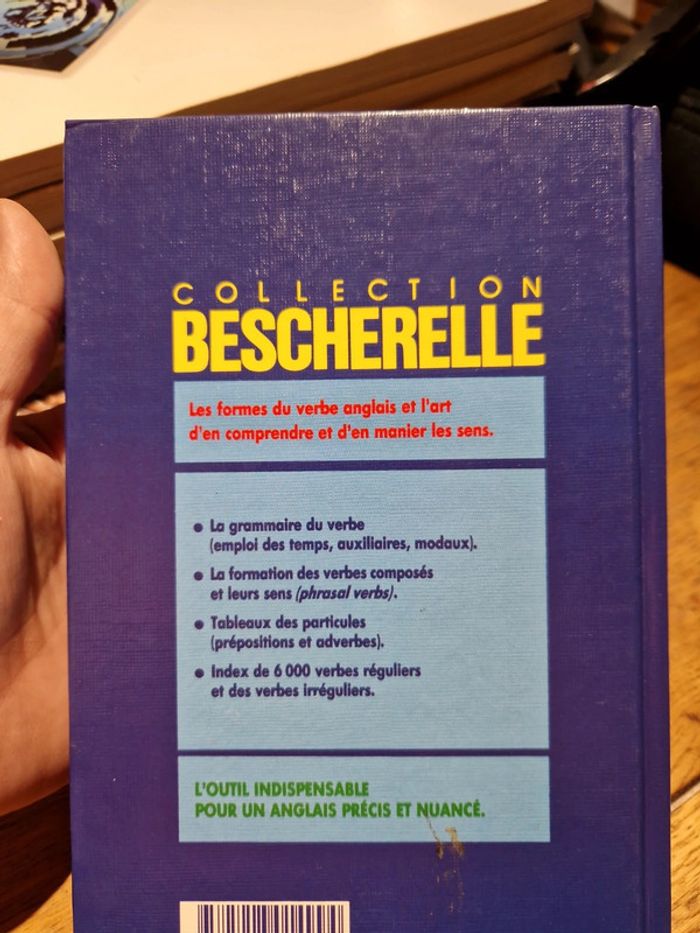 COLLECTION
BESCHERELLE
Les formes du verbe anglais et l'art
d'en comprendre et d'en manier les sens.
• La grammaire du verbe
(emploi des temps, auxiliaires, modaux).
• La formation des verbes composés
et leurs sens (phrasal verbs).
• Tableaux des particules
(prépositions et adverbes).
• Index de 6 000 verbes réguliers
et des verbes irréguliers.
L'OUTIL INDISPENSABLE
POUR UN ANGLAIS PRÉCIS ET NUANCÉ.